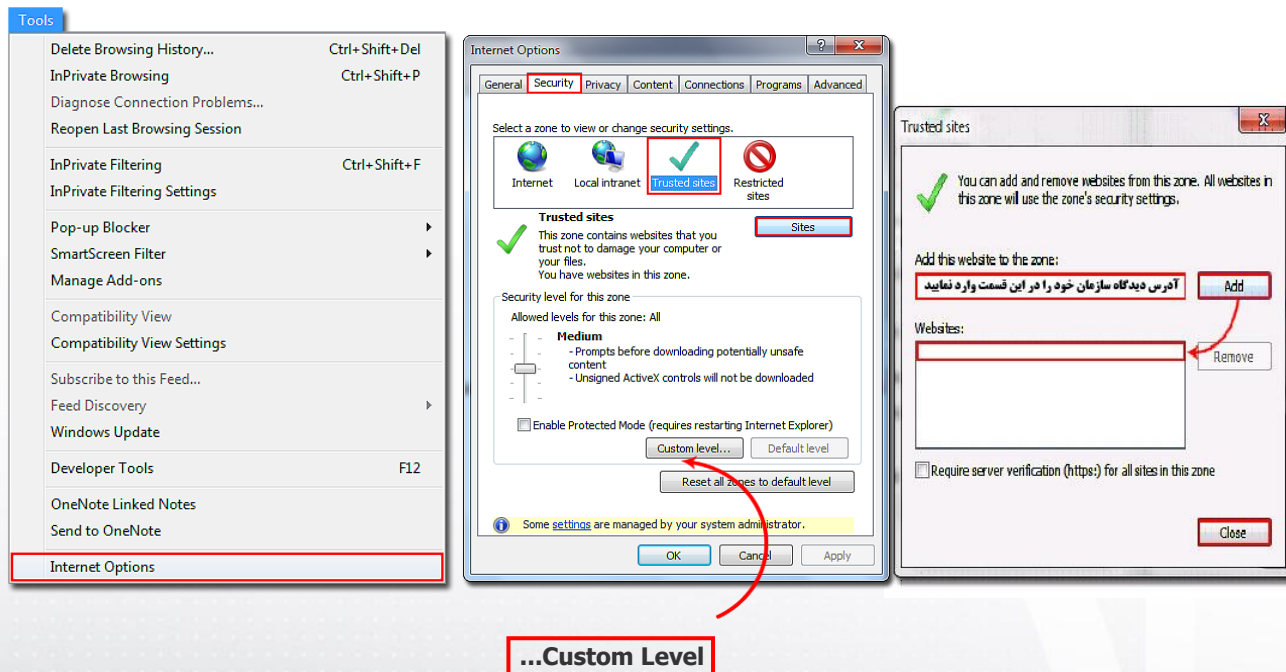 Tools
Delete Browsing History... Ctrl+Shift+Del
InPrivate Browsing Ctrl+Shift+P
Diagnose Connection Problems...
Reopen Last Browsing Session
InPrivate Filtering Ctrl+Shift+F
InPrivate Filtering Settings
Pop-up Blocker
SmartScreen Filter
Manage Add-ons
Compatibility View
Compatibility View Settings
Subscribe to this Feed...
Feed Discovery
Windows Update
Developer Tools F12
OneNote Linked Notes
Send to OneNote
Internet Options
Internet Options
General Security Privacy Content Connections Programs Advanced
Select a zone to view or change security settings.
Internet Local intranet Trusted sites Restricted
sites
Trusted sites
Sites
This zone contains websites that you
trust not to damage your computer or
your files.
You have websites in this zone.
Security level for this zone
Allowed levels for this zone: All
Medium
- Prompts before downloading potentially unsafe
content
- Unsigned ActiveX controls will not be downloaded
Enable Protected Mode (requires restarting Internet Explorer)
Custom level... Default level
Reset all zones to default level
Some settings are managed by your system administrator.
OK Cancel Apply
Trusted sites
You can add and remove websites from this zone. All websites in
this zone will use the zone's security settings.
Add this website to the zone:
آدرس دیدگاه سازمان خود را در این قسمت وارد نمایید Add
Websites:
Remove
Require server verification (https:) for all sites in this zone
Close
...Custom Level